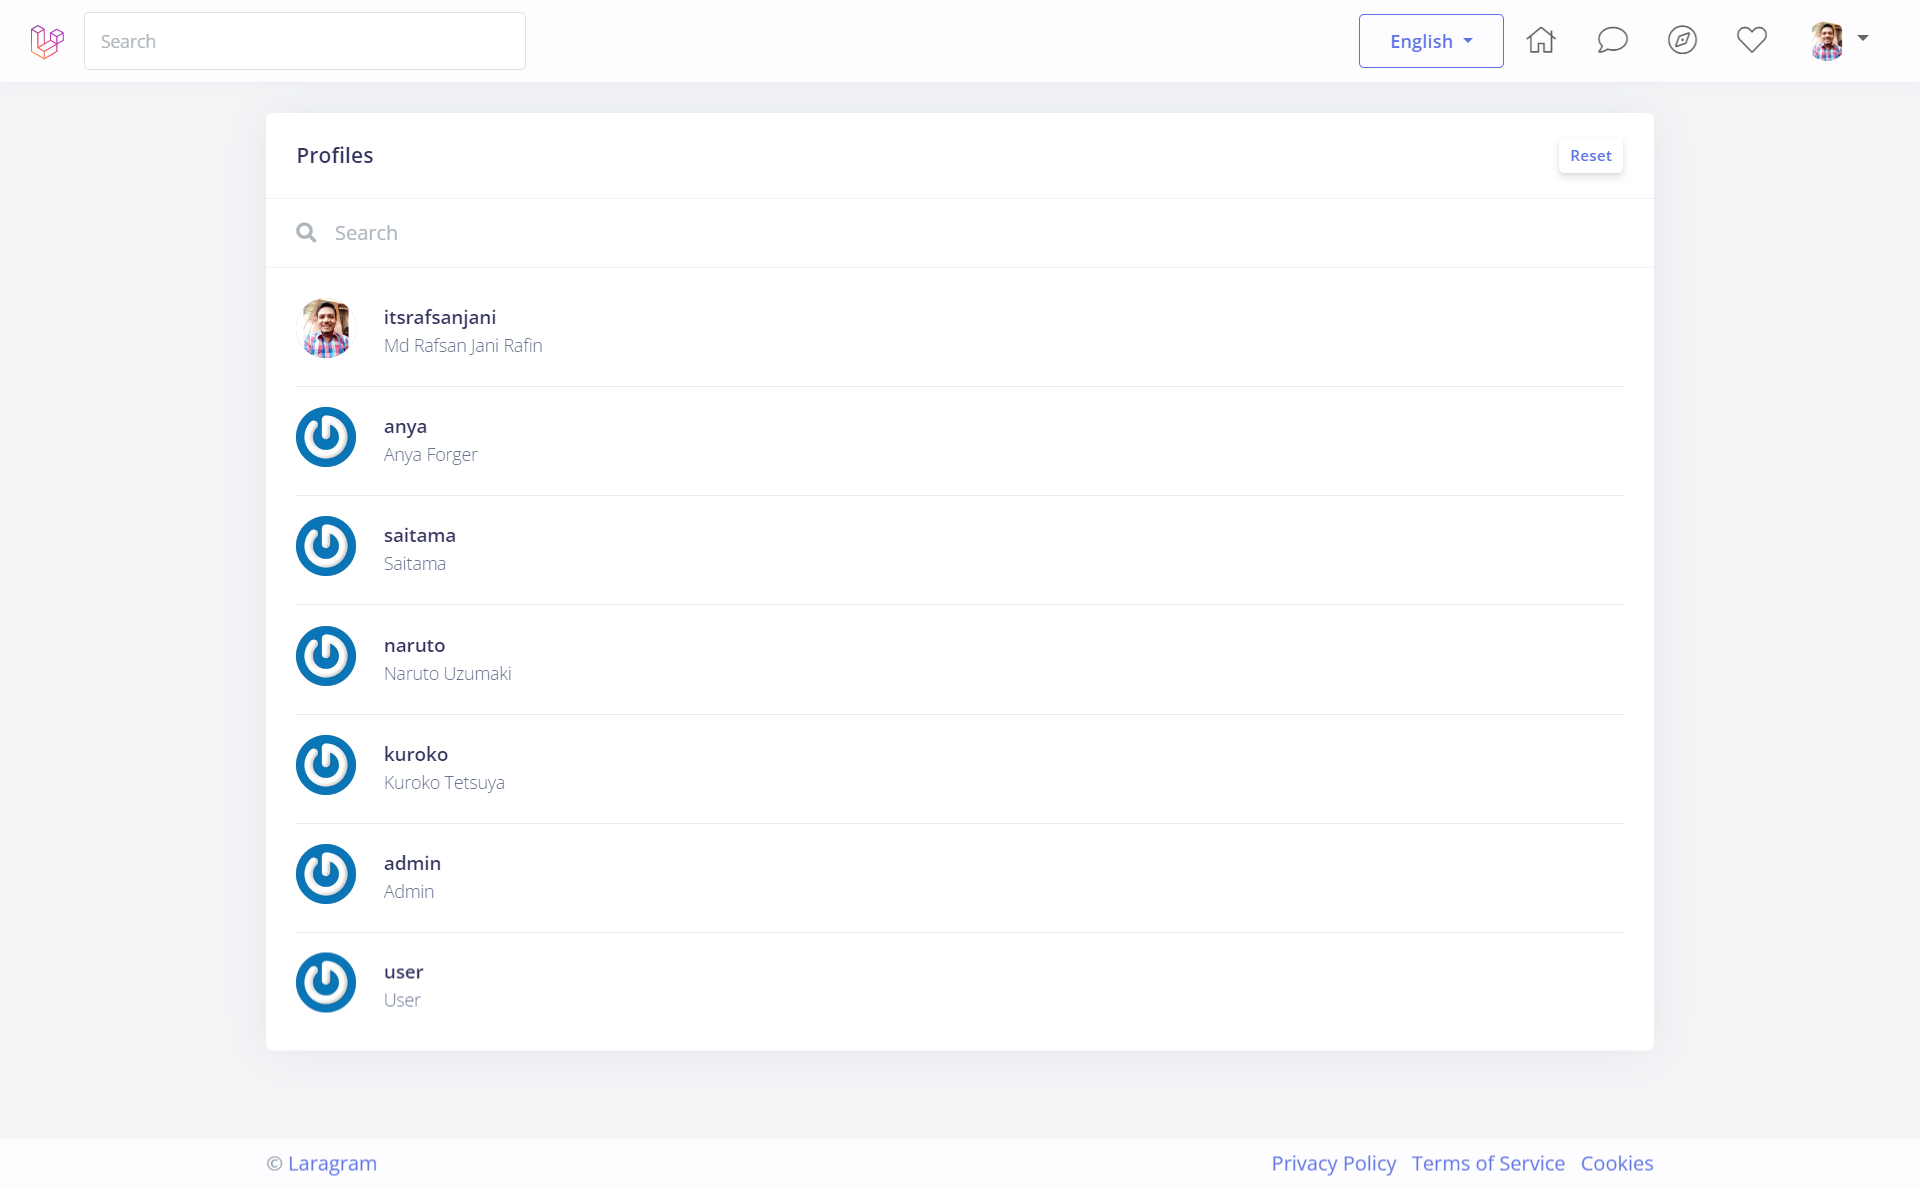 Search
English
Profiles
Reset
Search
itsrafsanjani
Md Rafsan Jani Rafin
anya
Anya Forger
saitama
Saitama
naruto
Naruto Uzumaki
kuroko
Kuroko Tetsuya
admin
Admin
user
User
© Laragram
Privacy Policy Terms of Service Cookies